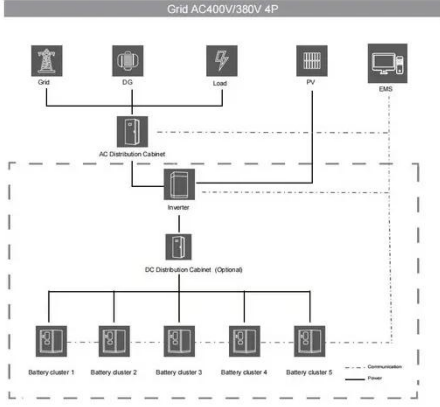 Grid AC400V/380V 4P
Grid
DG
Load
PV
EMS
AC Distribution Cabinet
Inverter
DC Distribution Cabinet (Optional)
Battery cluster 1
Battery cluster 2
Battery cluster 3
Battery cluster 4
Battery cluster 5
Communication
Power